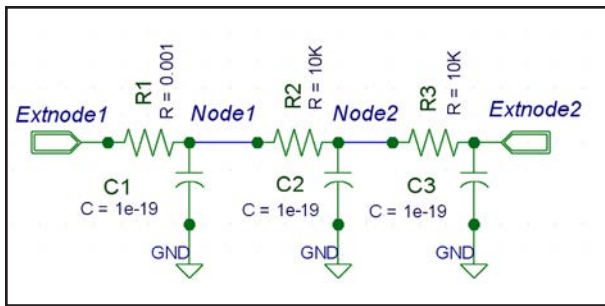 R1
R = 0.001
R2
R = 10K
R3
R = 10K
Extnode1
Node1
Node2
Extnode2
C1
C = 1e-19
C2
C = 1e-19
C3
C = 1e-19
GND
GND
GND